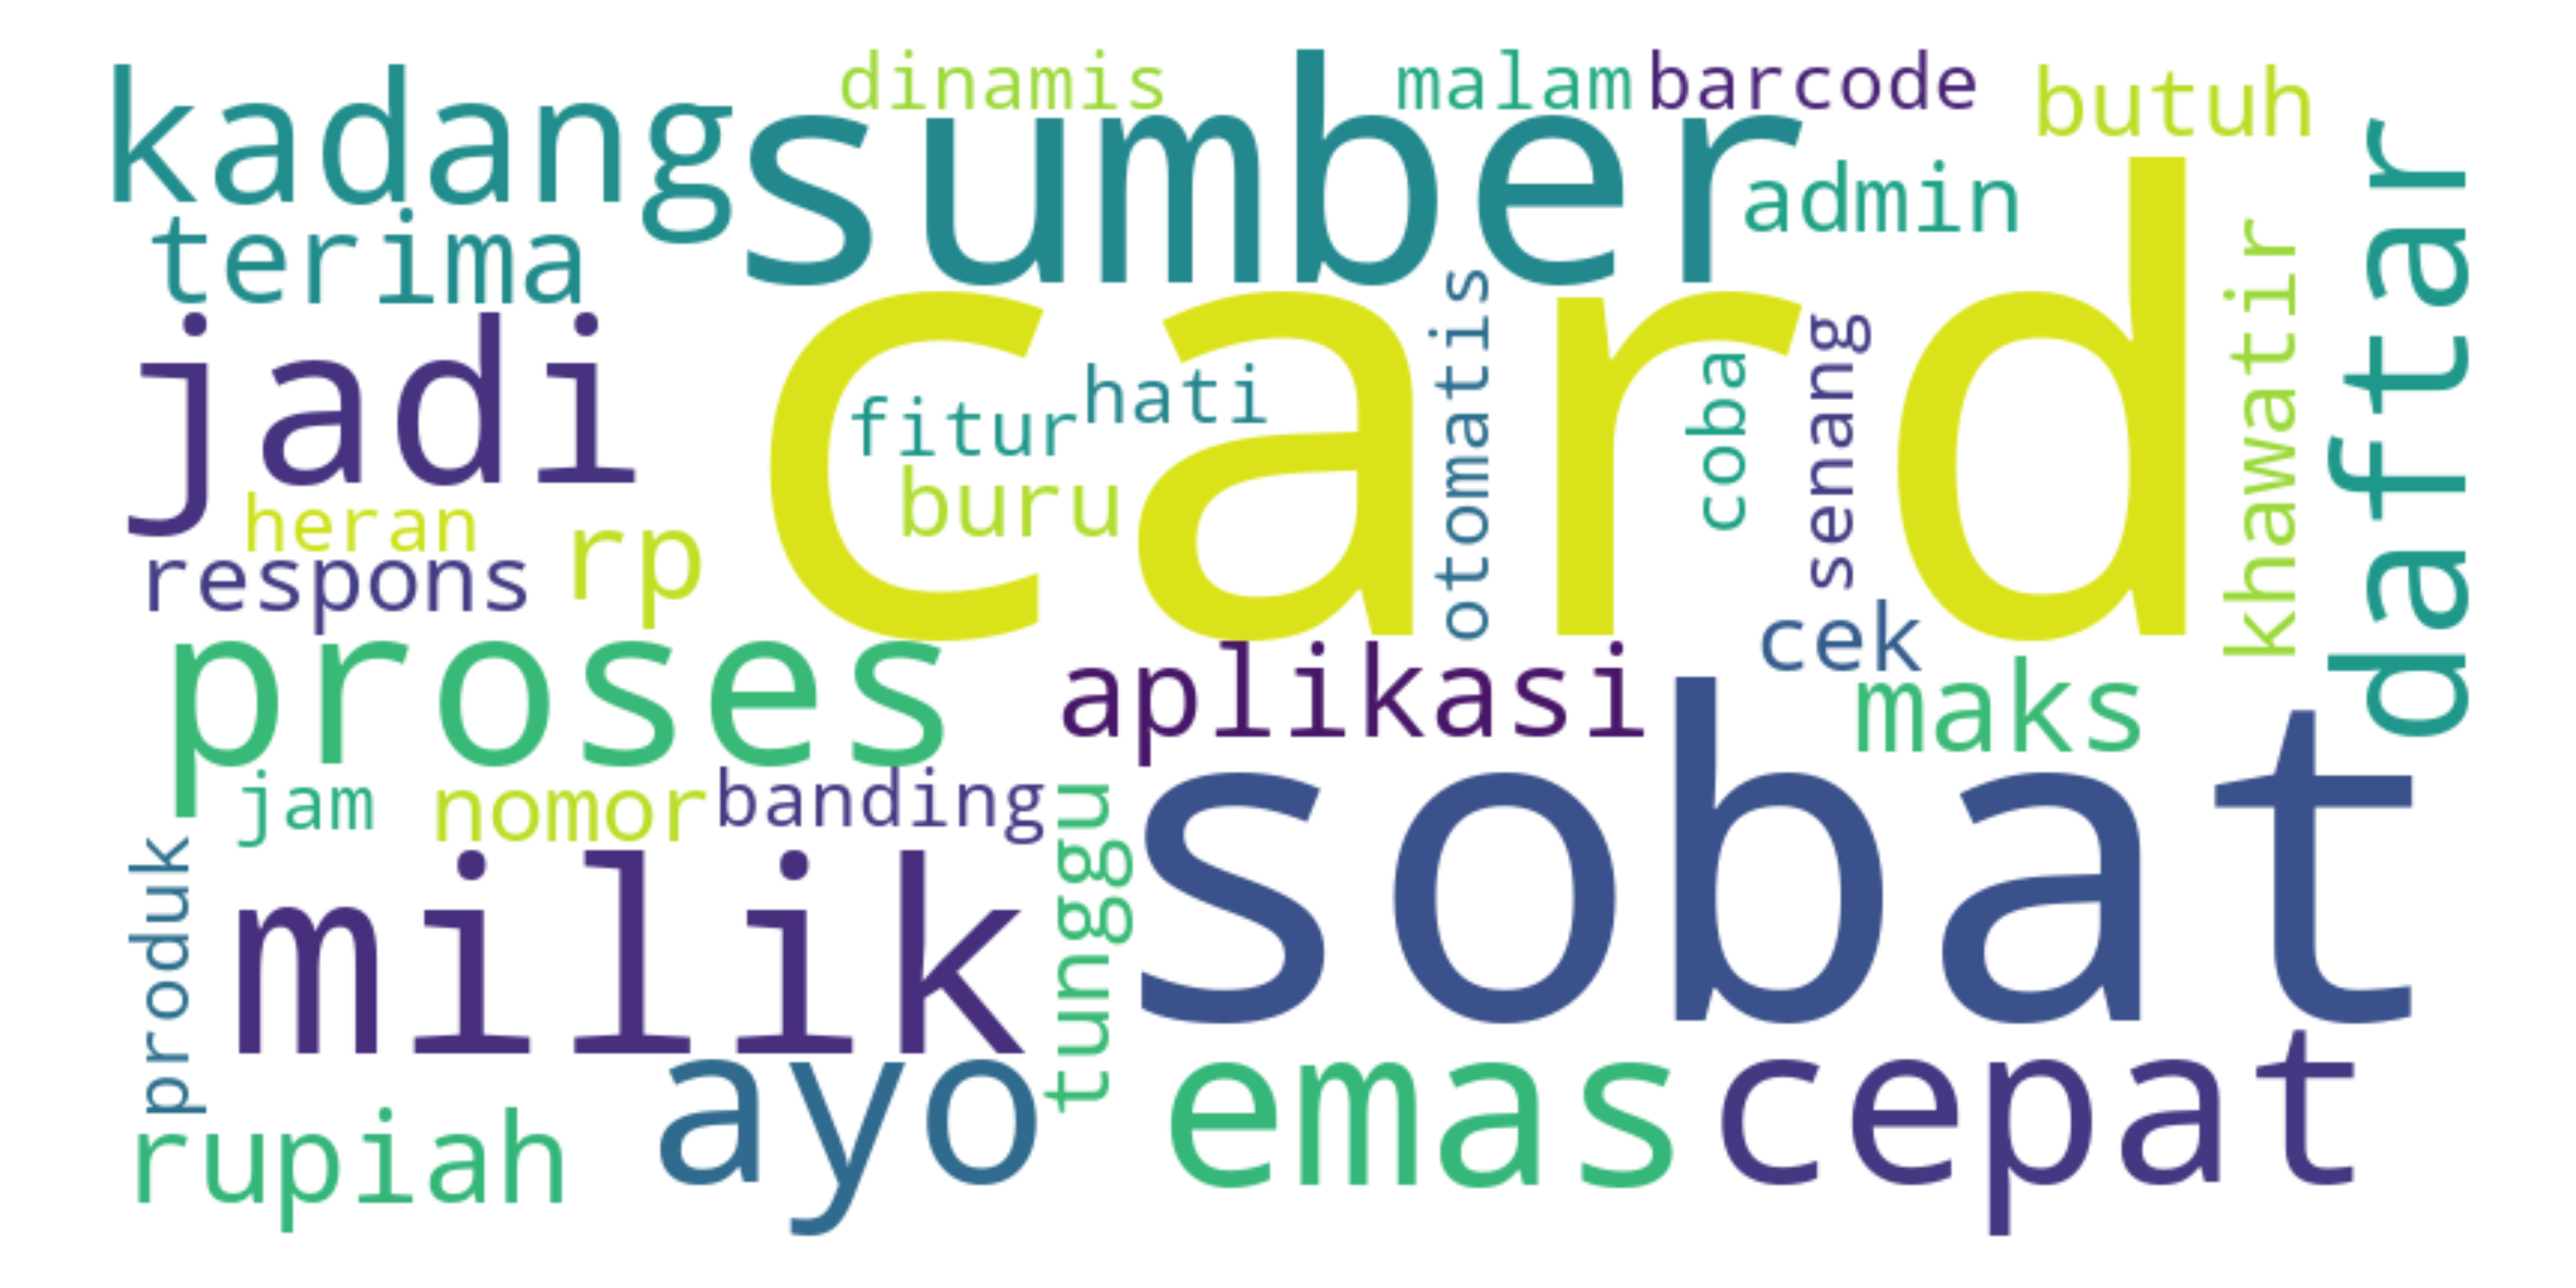 dinamis
malam
barcode
butuh
kadang
sumber
admin
terima
daftar
khawatir
card
otomatis
senang
coba
jadi
hati
fitur
buru
heran
rp
respons
cek
proses
aplikasi
maks
sobat
jam
nomor
banding
tunggu
produk
milik
ayo
emas
cepat
rupiah